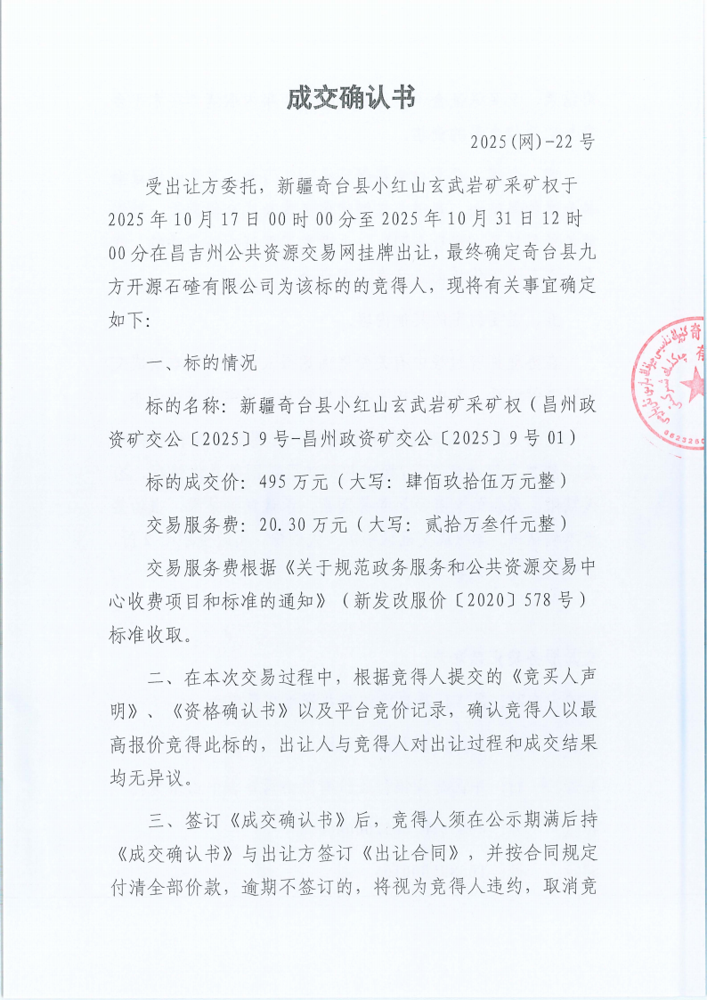 成交确认书
2025(网)-22 号
受出让方委托，新疆奇台县小红山玄武岩矿采矿权于
2025 年 10 月 17 日 00 时 00 分至 2025 年 10 月 31 日 12 时
00 分在昌吉州公共资源交易网挂牌出让，最终确定奇台县九
方开源石碴有限公司为该标的的竞得人，现将有关事宜确定
如下：
一、标的情况
标的名称：新疆奇台县小红山玄武岩矿采矿权（昌州政
资矿交公〔2025〕9 号-昌州政资矿交公〔2025〕9 号 01）
标的成交价：495 万元（大写：肆佰玖拾伍万元整）
交易服务费：20.30 万元（大写：贰拾万叁仟元整）
交易服务费根据《关于规范政务服务和公共资源交易中
心收费项目和标准的通知》（新发改服价〔2020〕578 号）
标准收取。
二、在本次交易过程中，根据竞得人提交的《竞买人声
明》、《资格确认书》以及平台竞价记录，确认竞得人以最
高报价竞得此标的，出让人与竞得人对出让过程和成交结果
均无异议。
三、签订《成交确认书》后，竞得人须在公示期满后持
《成交确认书》与出让方签订《出让合同》，并按合同规定
付清全部价款，逾期不签订的，将视为竞得人违约，取消竞
奇
有